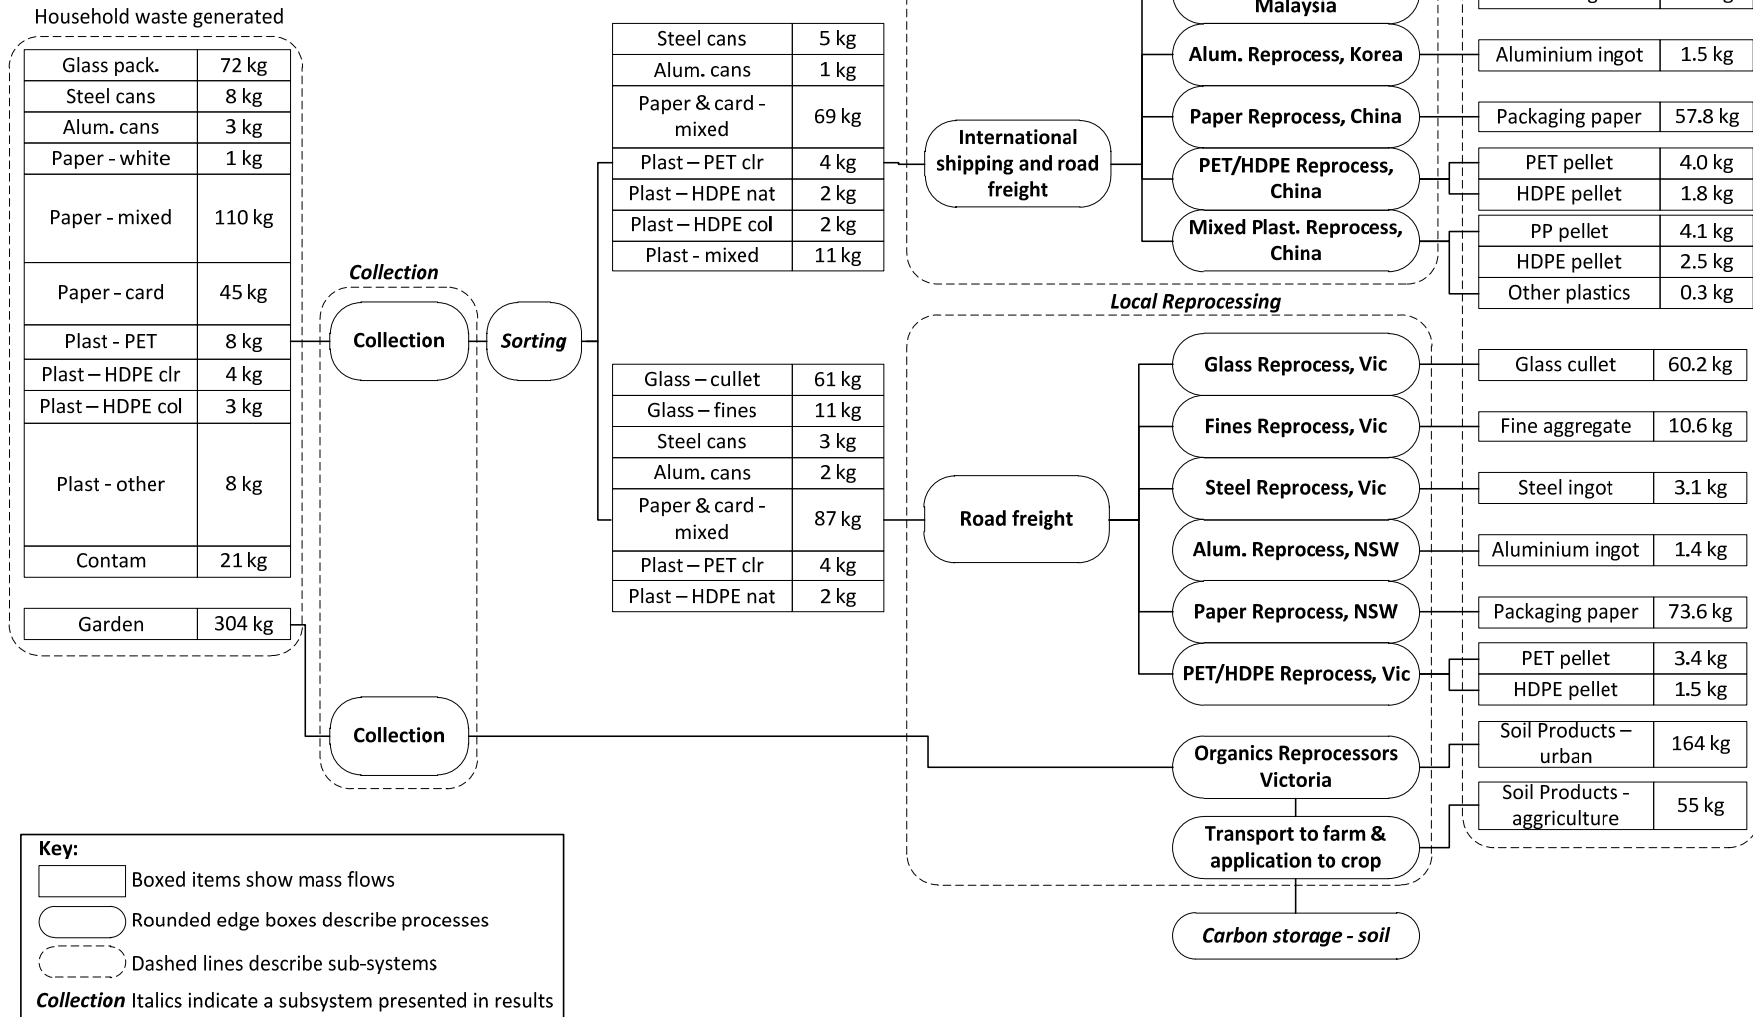 Household waste generated
Glass pack. 72 kg
Steel cans 8 kg
Alum. cans 3 kg
Paper - white 1 kg
Paper - mixed 110 kg
Paper - card 45 kg
Plast - PET 8 kg
Plast – HDPE clr 4 kg
Plast – HDPE col 3 kg
Plast - other 8 kg
Contam 21 kg
Garden 304 kg
Collection
Collection
Sorting
Collection
Steel cans 5 kg
Alum. cans 1 kg
Paper & card -
mixed 69 kg
Plast – PET clr 4 kg
Plast – HDPE nat 2 kg
Plast – HDPE col 2 kg
Plast - mixed 11 kg
Glass – cullet 61 kg
Glass – fines 11 kg
Steel cans 3 kg
Alum. cans 2 kg
Paper & card -
mixed 87 kg
Plast – PET clr 4 kg
Plast – HDPE nat 2 kg
International
shipping and road
freight
Malaysia
Alum. Reprocess, Korea
Paper Reprocess, China
PET/HDPE Reprocess,
China
Mixed Plast. Reprocess,
China
Aluminium ingot 1.5 kg
Packaging paper 57.8 kg
PET pellet 4.0 kg
HDPE pellet 1.8 kg
PP pellet 4.1 kg
HDPE pellet 2.5 kg
Other plastics 0.3 kg
Local Reprocessing
Road freight
Glass Reprocess, Vic
Fines Reprocess, Vic
Steel Reprocess, Vic
Alum. Reprocess, NSW
Paper Reprocess, NSW
PET/HDPE Reprocess, Vic
Organics Reprocessors
Victoria
Transport to farm &
application to crop
Carbon storage - soil
Glass cullet 60.2 kg
Fine aggregate 10.6 kg
Steel ingot 3.1 kg
Aluminium ingot 1.4 kg
Packaging paper 73.6 kg
PET pellet 3.4 kg
HDPE pellet 1.5 kg
Soil Products –
urban 164 kg
Soil Products -
aggriculture 55 kg
Key:
Boxed items show mass flows
Rounded edge boxes describe processes
Dashed lines describe sub-systems
Collection Italics indicate a subsystem presented in results